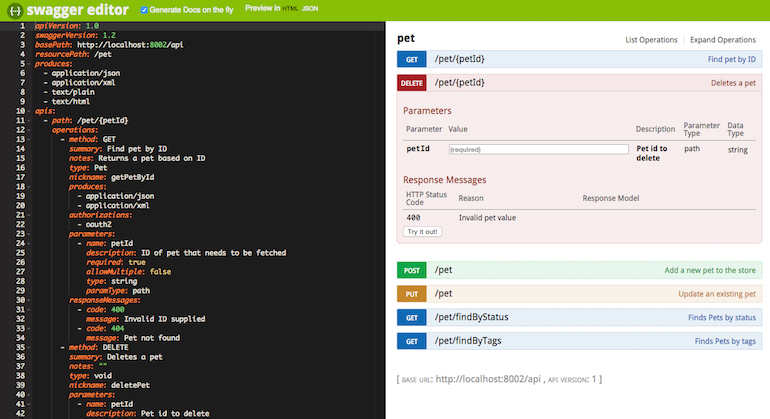 swagger editor
Generate Docs on the fly
Preview in HTML JSON
1 apiVersion: 1.0
2 swaggerVersion: 1.2
3 basePath: http://localhost:8002/api
4 resourcePath: /pet
5 produces:
6 - application/json
7 - application/xml
8 - text/plain
9 - text/html
10 apis:
11 - path: /pet/{petId}
12 operations:
13 - method: GET
14 summary: Find pet by ID
15 notes: Returns a pet based on ID
16 type: Pet
17 nickname: getPetById
18 produces:
19 - application/json
20 - application/xml
21 authorizations:
22 - oauth2
23 parameters:
24 - name: petId
25 description: ID of pet that needs to be fetched
26 required: true
27 allowMultiple: false
28 type: string
29 paramType: path
30 responseMessages:
31 - code: 400
32 message: Invalid ID supplied
33 - code: 404
34 message: Pet not found
35 - method: DELETE
36 summary: Deletes a pet
37 notes: ""
38 type: void
39 nickname: deletePet
40 parameters:
41 - name: petId
42 description: Pet id to delete
pet
List Operations | Expand Operations
GET /pet/{petId} Find pet by ID
DELETE /pet/{petId} Deletes a pet
Parameters
Parameter Value Description Parameter Type Data Type
petId (required) Pet id to delete path string
Response Messages
HTTP Status Code Reason Response Model
400 Invalid pet value
Try it out!
POST /pet Add a new pet to the store
PUT /pet Update an existing pet
GET /pet/findByStatus Finds Pets by status
GET /pet/findByTags Finds Pets by tags
[ BASE URL: http://localhost:8002/api , API VERSION: 1 ]